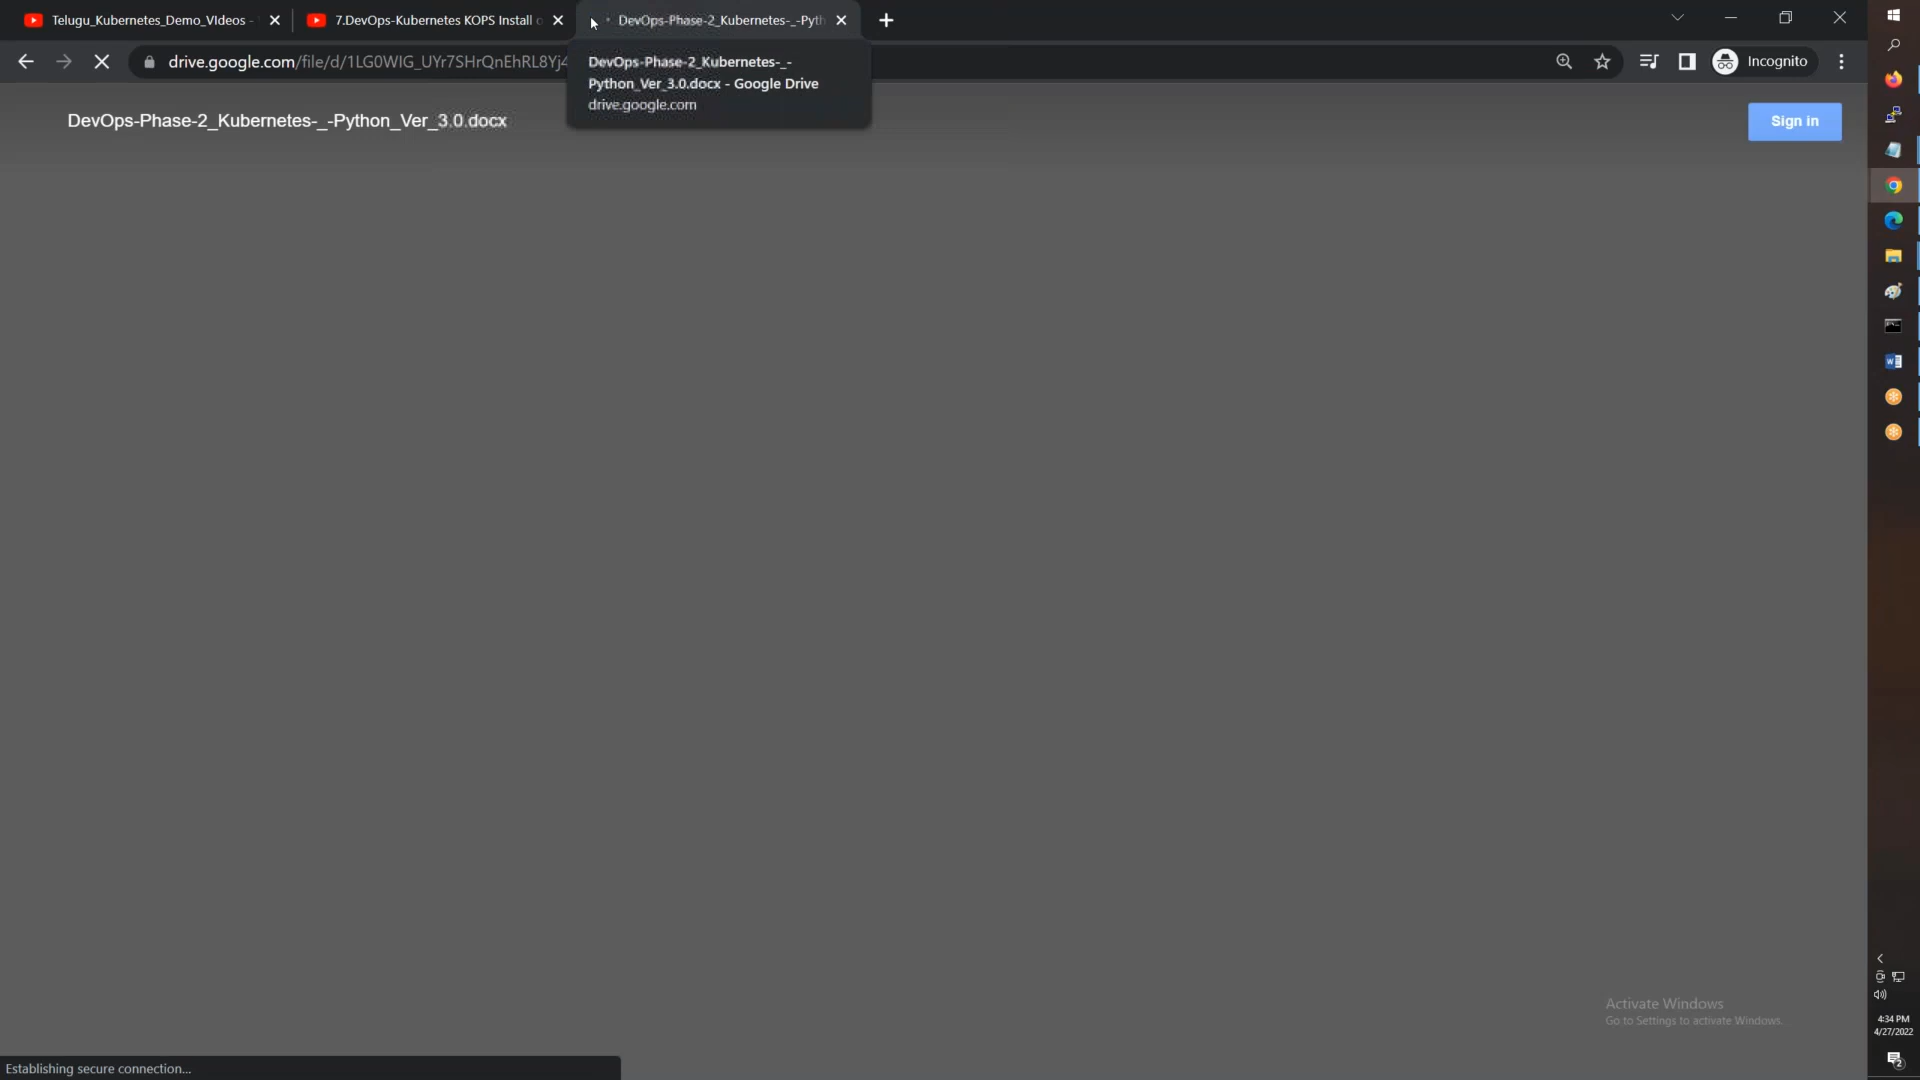 Telugu_Kubernetes_Demo_VIdeos -
7.DevOps-Kubernetes KOPS Install
DevOps-Phase-2_Kubernetes-_-Pyth
drive.google.com/file/d/1LG0WIG_UYr7SHrQnEhRL8Yj4
Incognito
DevOps-Phase-2_Kubernetes-_-
Python_Ver_3.0.docx - Google Drive
drive.google.com
DevOps-Phase-2_Kubernetes-_-Python_Ver_3.0.docx
Sign in
Activate Windows
Go to Settings to activate Windows.
4:34 PM
4/27/2022
2
Establishing secure connection...